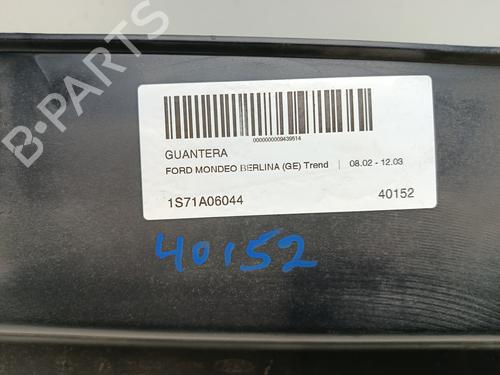 B-PARTS
0000000009439514
GUANTERA
FORD MONDEO BERLINA (GE) Trend | 08.02 - 12.03
1S71A06044 40152
40152